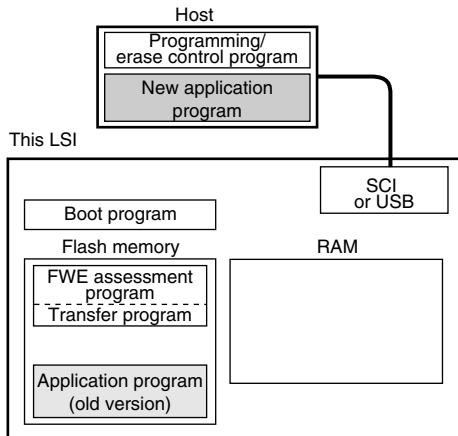 Host
Programming/
erase control program
New application
program
This LSI
SCI
or USB
Boot program
Flash memory
RAM
FWE assessment
program
Transfer program
Application program
(old version)